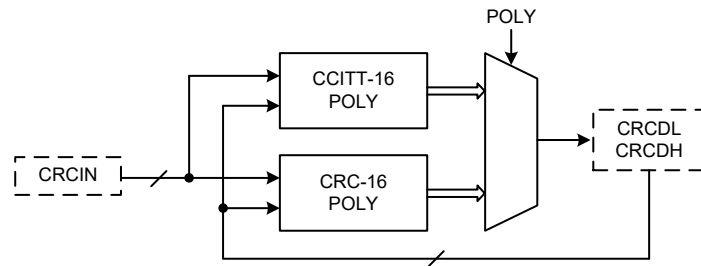 POLY
CCITT-16
POLY
CRCDL
CRCDH
CRCIN
CRC-16
POLY